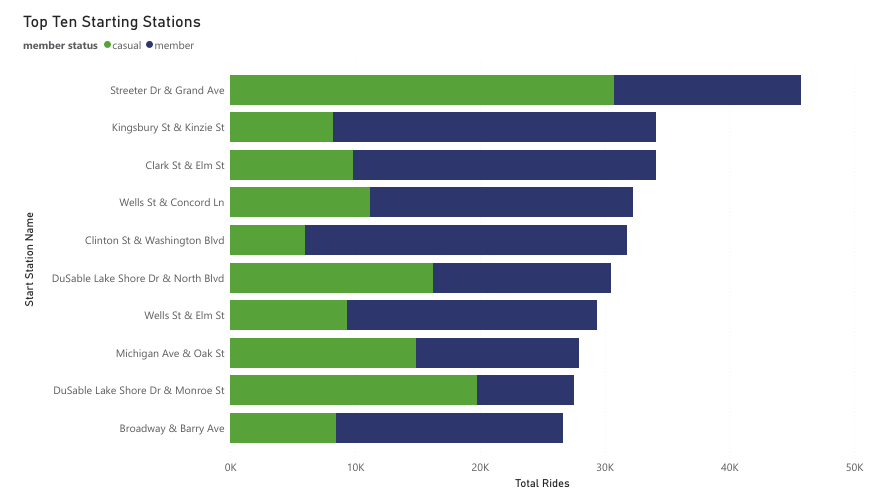 Top Ten Starting Stations
member status casual member
Streeter Dr & Grand Ave
Kingsbury St & Kinzie St
Clark St & Elm St
Wells St & Concord Ln
Clinton St & Washington Blvd
DuSable Lake Shore Dr & North Blvd
Wells St & Elm St
Michigan Ave & Oak St
DuSable Lake Shore Dr & Monroe St
Broadway & Barry Ave
Start Station Name
0K 10K 20K 30K 40K 50K
Total Rides